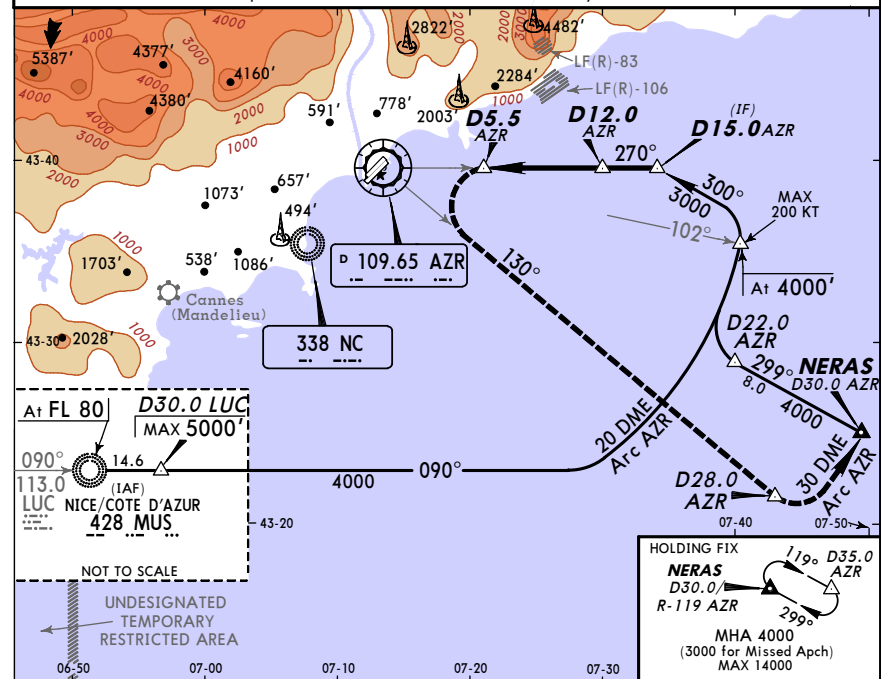 2822'
2000
2000
3000
4482'
4000
4000
3000
5387'
4377'
4160'
LF(R)-83
4000
4380'
4000
2000
2284'
LF(R)-106
1000
3000
2000
1000
591'
778'
2003'
D5.5
AZR
D12.0
AZR
(IF)
D15.0 AZR
43-40
270°
300°
3000
MAX
200 KT
1073'
657'
494'
102°
At 4000'
1000
1703'
538'
1086'
D 109.65 AZR
130°
Cannes
(Mandelieu)
338 NC
43-30
2028'
1000
D22.0
AZR
299°
8.0
4000
NERAS
D30.0 AZR
At FL 80
D30.0 LUC
MAX 5000'
20 DME
Arc AZR
090°
14.6
4000
090°
113.0
LUC
(IAF)
NICE/COTE D'AZUR
428 MUS
30 DME
Arc AZR
D28.0
AZR
43-20
07-40
07-50
NOT TO SCALE
UNDESIGNATED
TEMPORARY
RESTRICTED AREA
HOLDING FIX
NERAS
D30.0/
R-119 AZR
119°
D35.0
AZR
299°
MHA 4000
(3000 for Missed Apch)
MAX 14000
06-50
07-00
07-10
07-20
07-30